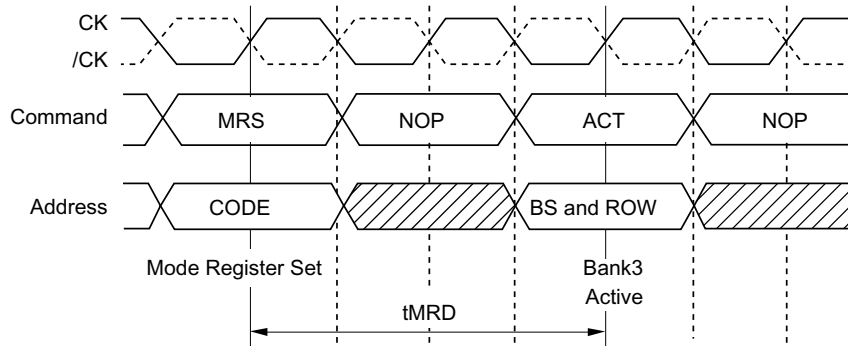 CK
/CK
Command MRS NOP ACT NOP
Address CODE BS and ROW
Mode Register Set Bank3
Active
tMRD